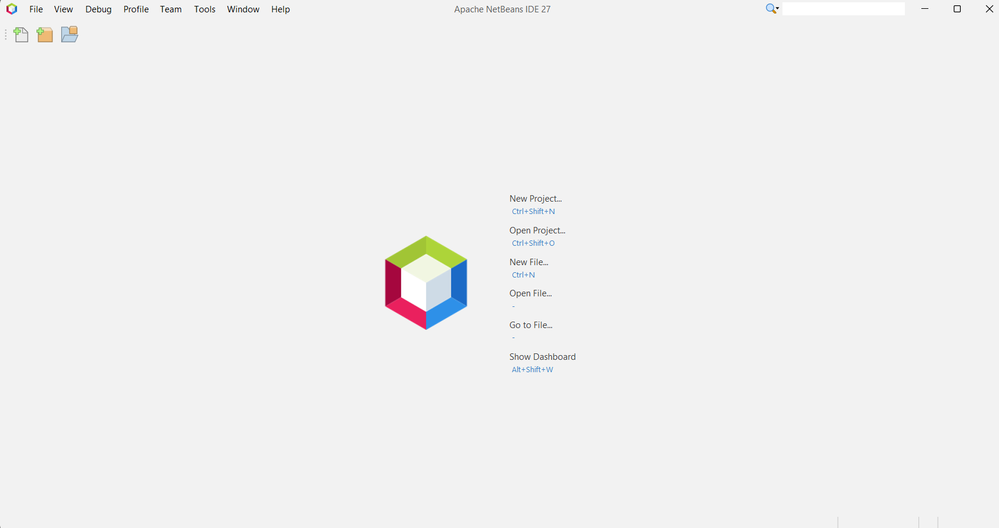 File View Debug Profile Team Tools Window Help Apache NetBeans IDE 27
New Project...
Ctrl+Shift+N
Open Project...
Ctrl+Shift+O
New File...
Ctrl+N
Open File...
-
Go to File...
-
Show Dashboard
Alt+Shift+W